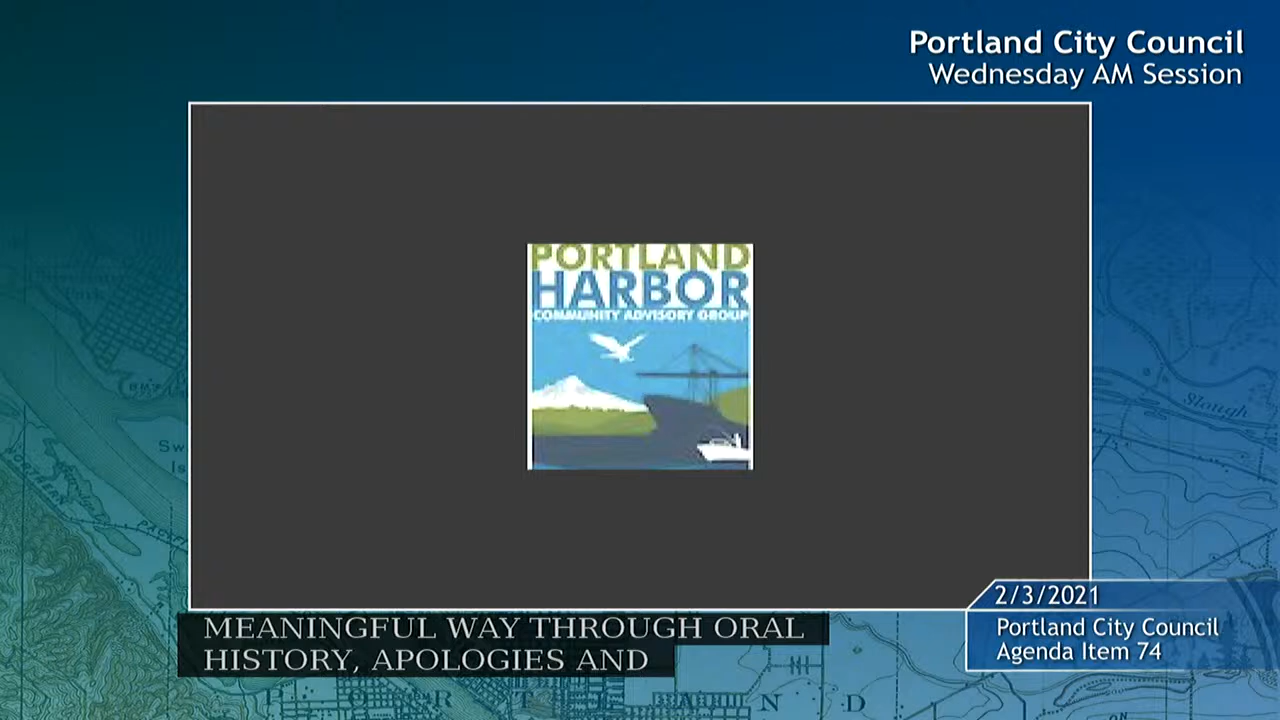 Portland City Council
Wednesday AM Session
PORTLAND
HARBOR
COMMUNITY ADVISORY GROUP
Slough
2/3/2021
Portland City Council
Agenda Item 74
MEANINGFUL WAY THROUGH ORAL
HISTORY, APOLOGIES AND
P O R T L A N D